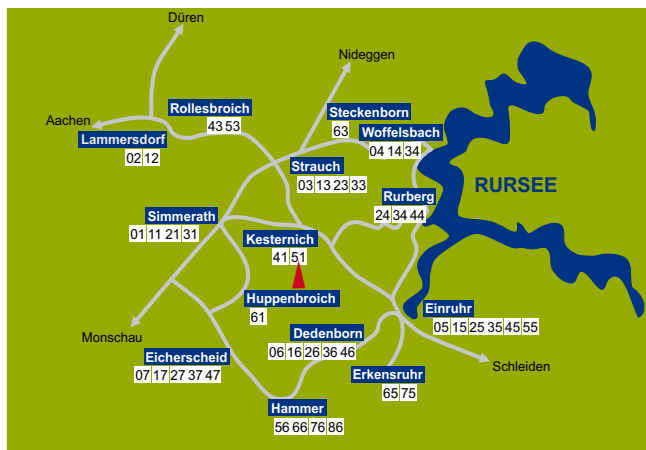 Düren
Nideggen
Aachen
Rollesbroich
43 53
Steckenborn
63
Lammersdorf
02 12
Woffelsbach
04 14 34
Strauch
03 13 23 33
RURSEE
Rurberg
24 34 44
Simmerath
01 11 21 31
Kesternich
41 51
Huppenbroich
61
Einruhr
05 15 25 35 45 55
Monschau
Dedenborn
06 16 26 36 46
Schleiden
Eicherscheid
07 17 27 37 47
Erkensruhr
65 75
Hammer
56 66 76 86